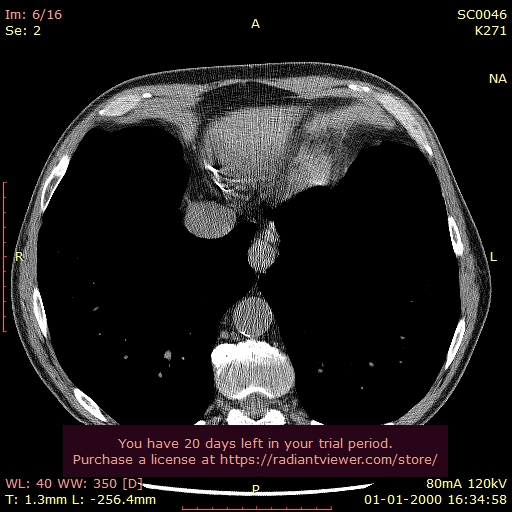 Im: 6/16
Se: 2
A
SC0046
K271
NA
R
L
You have 20 days left in your trial period.
Purchase a license at https://radiantviewer.com/store/
WL: 40 WW: 350 [D]
T: 1.3mm L: -256.4mm
P
80mA 120kV
01-01-2000 16:34:58